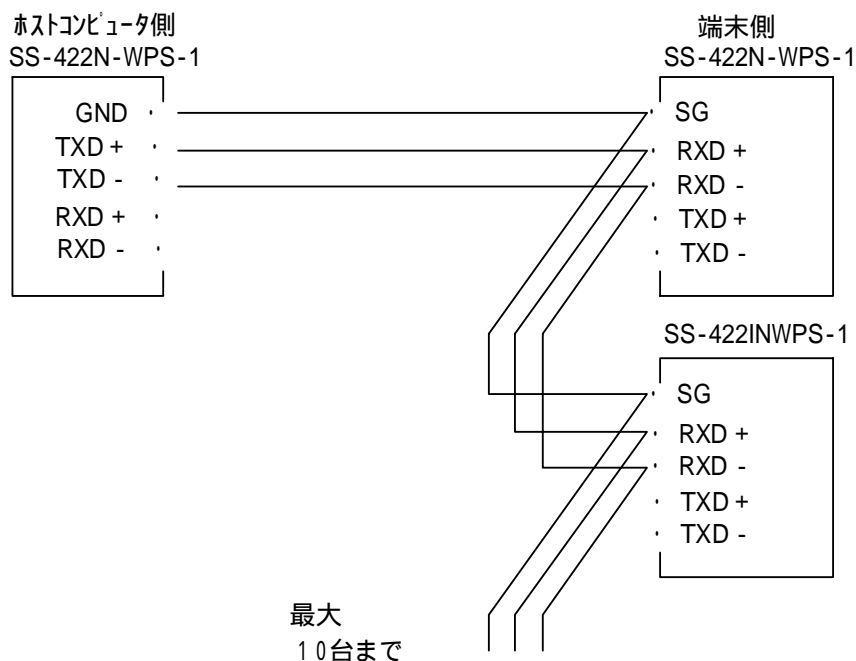 ﾎｽﾄｺﾝﾋﾟｭｰﾀ側
SS-422N-WPS-1
GND
TXD +
TXD -
RXD +
RXD -
端末側
SS-422N-WPS-1
SG
RXD +
RXD -
TXD +
TXD -
SS-422INWPS-1
SG
RXD +
RXD -
TXD +
TXD -
最大
１０台まで